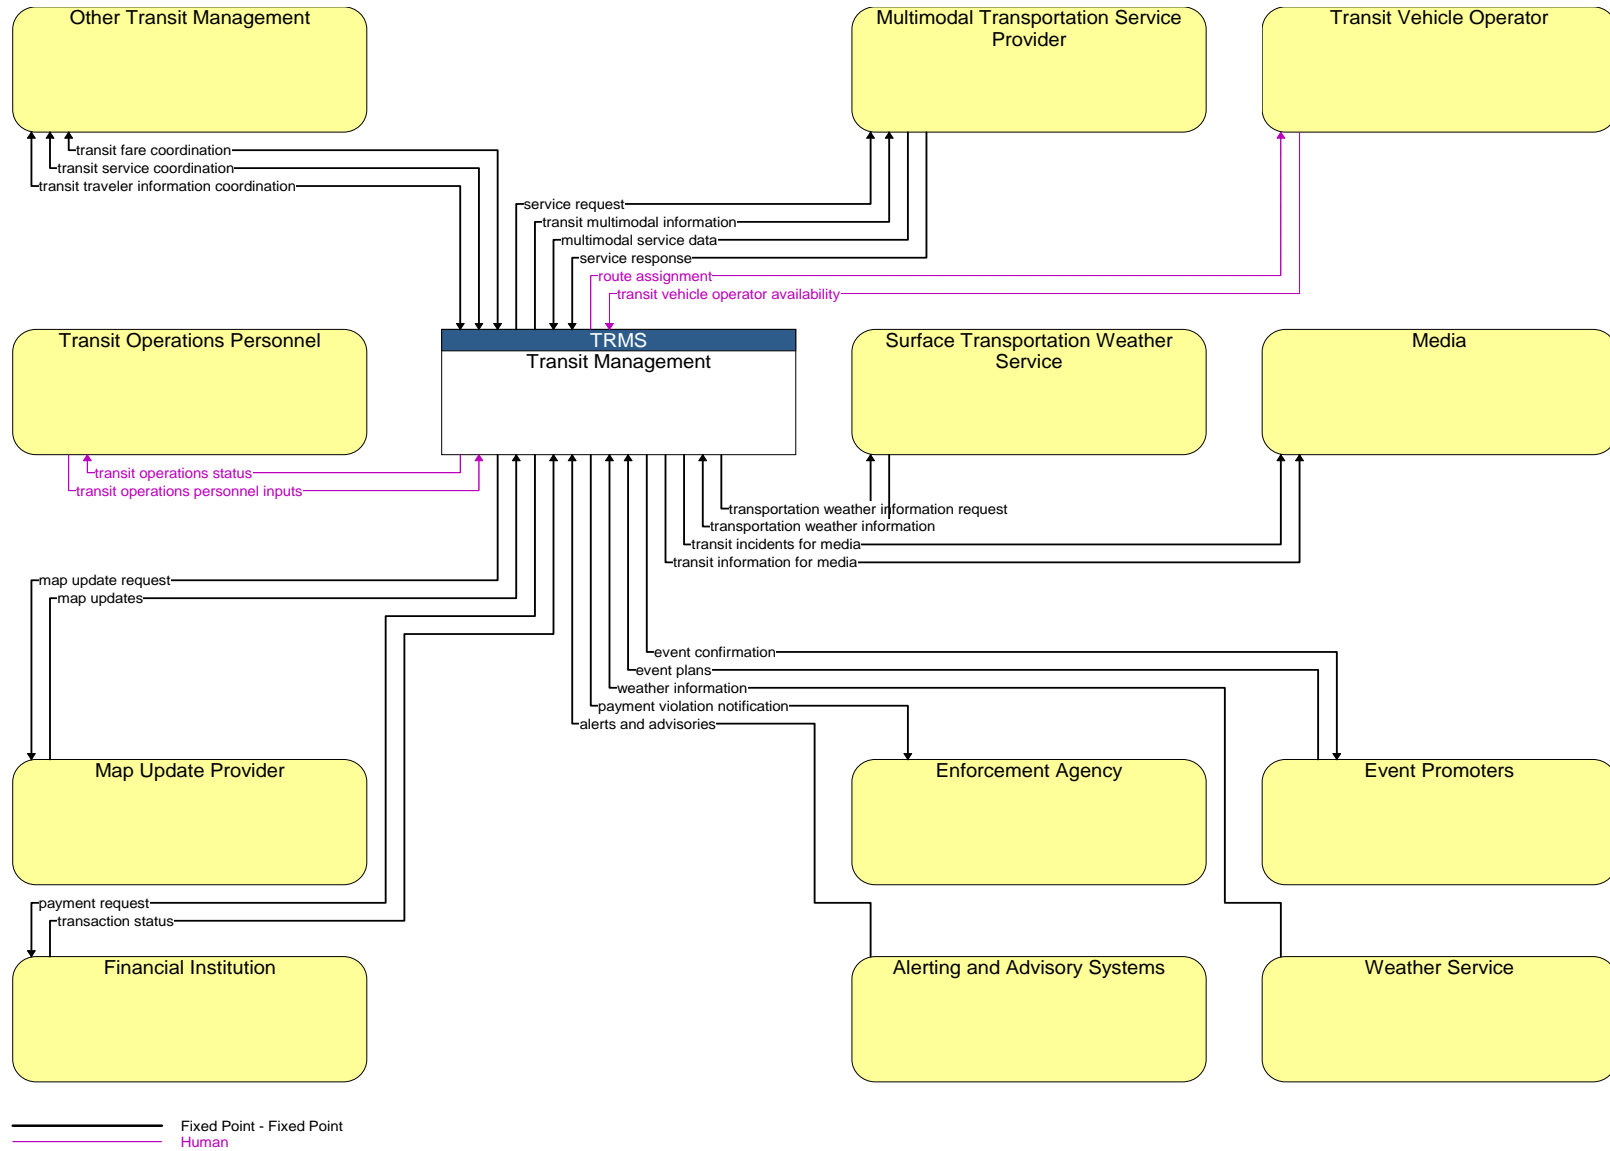 Other Transit Management
Multimodal Transportation Service
Provider
Transit Vehicle Operator
transit fare coordination
transit service coordination
transit traveler information coordination
service request
transit multimodal information
multimodal service data
service response
route assignment
transit vehicle operator availability
Transit Operations Personnel
TRMS
Transit Management
Surface Transportation Weather
Service
Media
transit operations status
transit operations personnel inputs
transportation weather information request
transportation weather information
transit incidents for media
transit information for media
map update request
map updates
event confirmation
event plans
weather information
payment violation notification
alerts and advisories
Map Update Provider
Enforcement Agency
Event Promoters
payment request
transaction status
Financial Institution
Alerting and Advisory Systems
Weather Service
Fixed Point - Fixed Point
Human